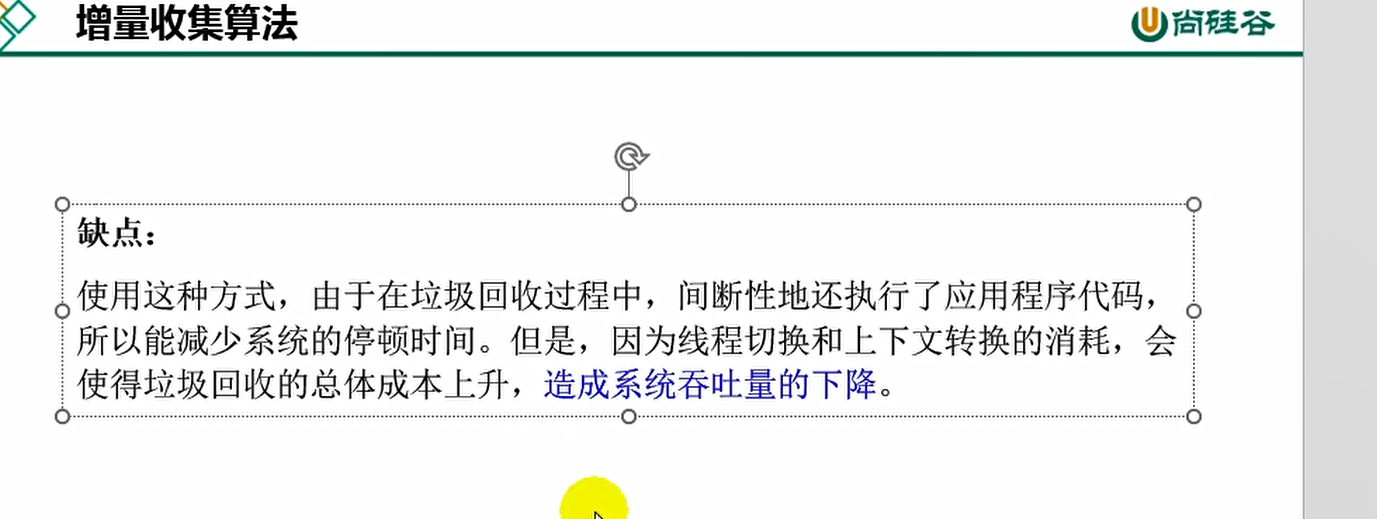 增量收集算法
尚硅谷
缺点：
使用这种方式，由于在垃圾回收过程中，间断性地还执行了应用程序代码，
所以能减少系统的停顿时间。但是，因为线程切换和上下文转换的消耗，会
使得垃圾回收的总体成本上升，造成系统吞吐量的下降。